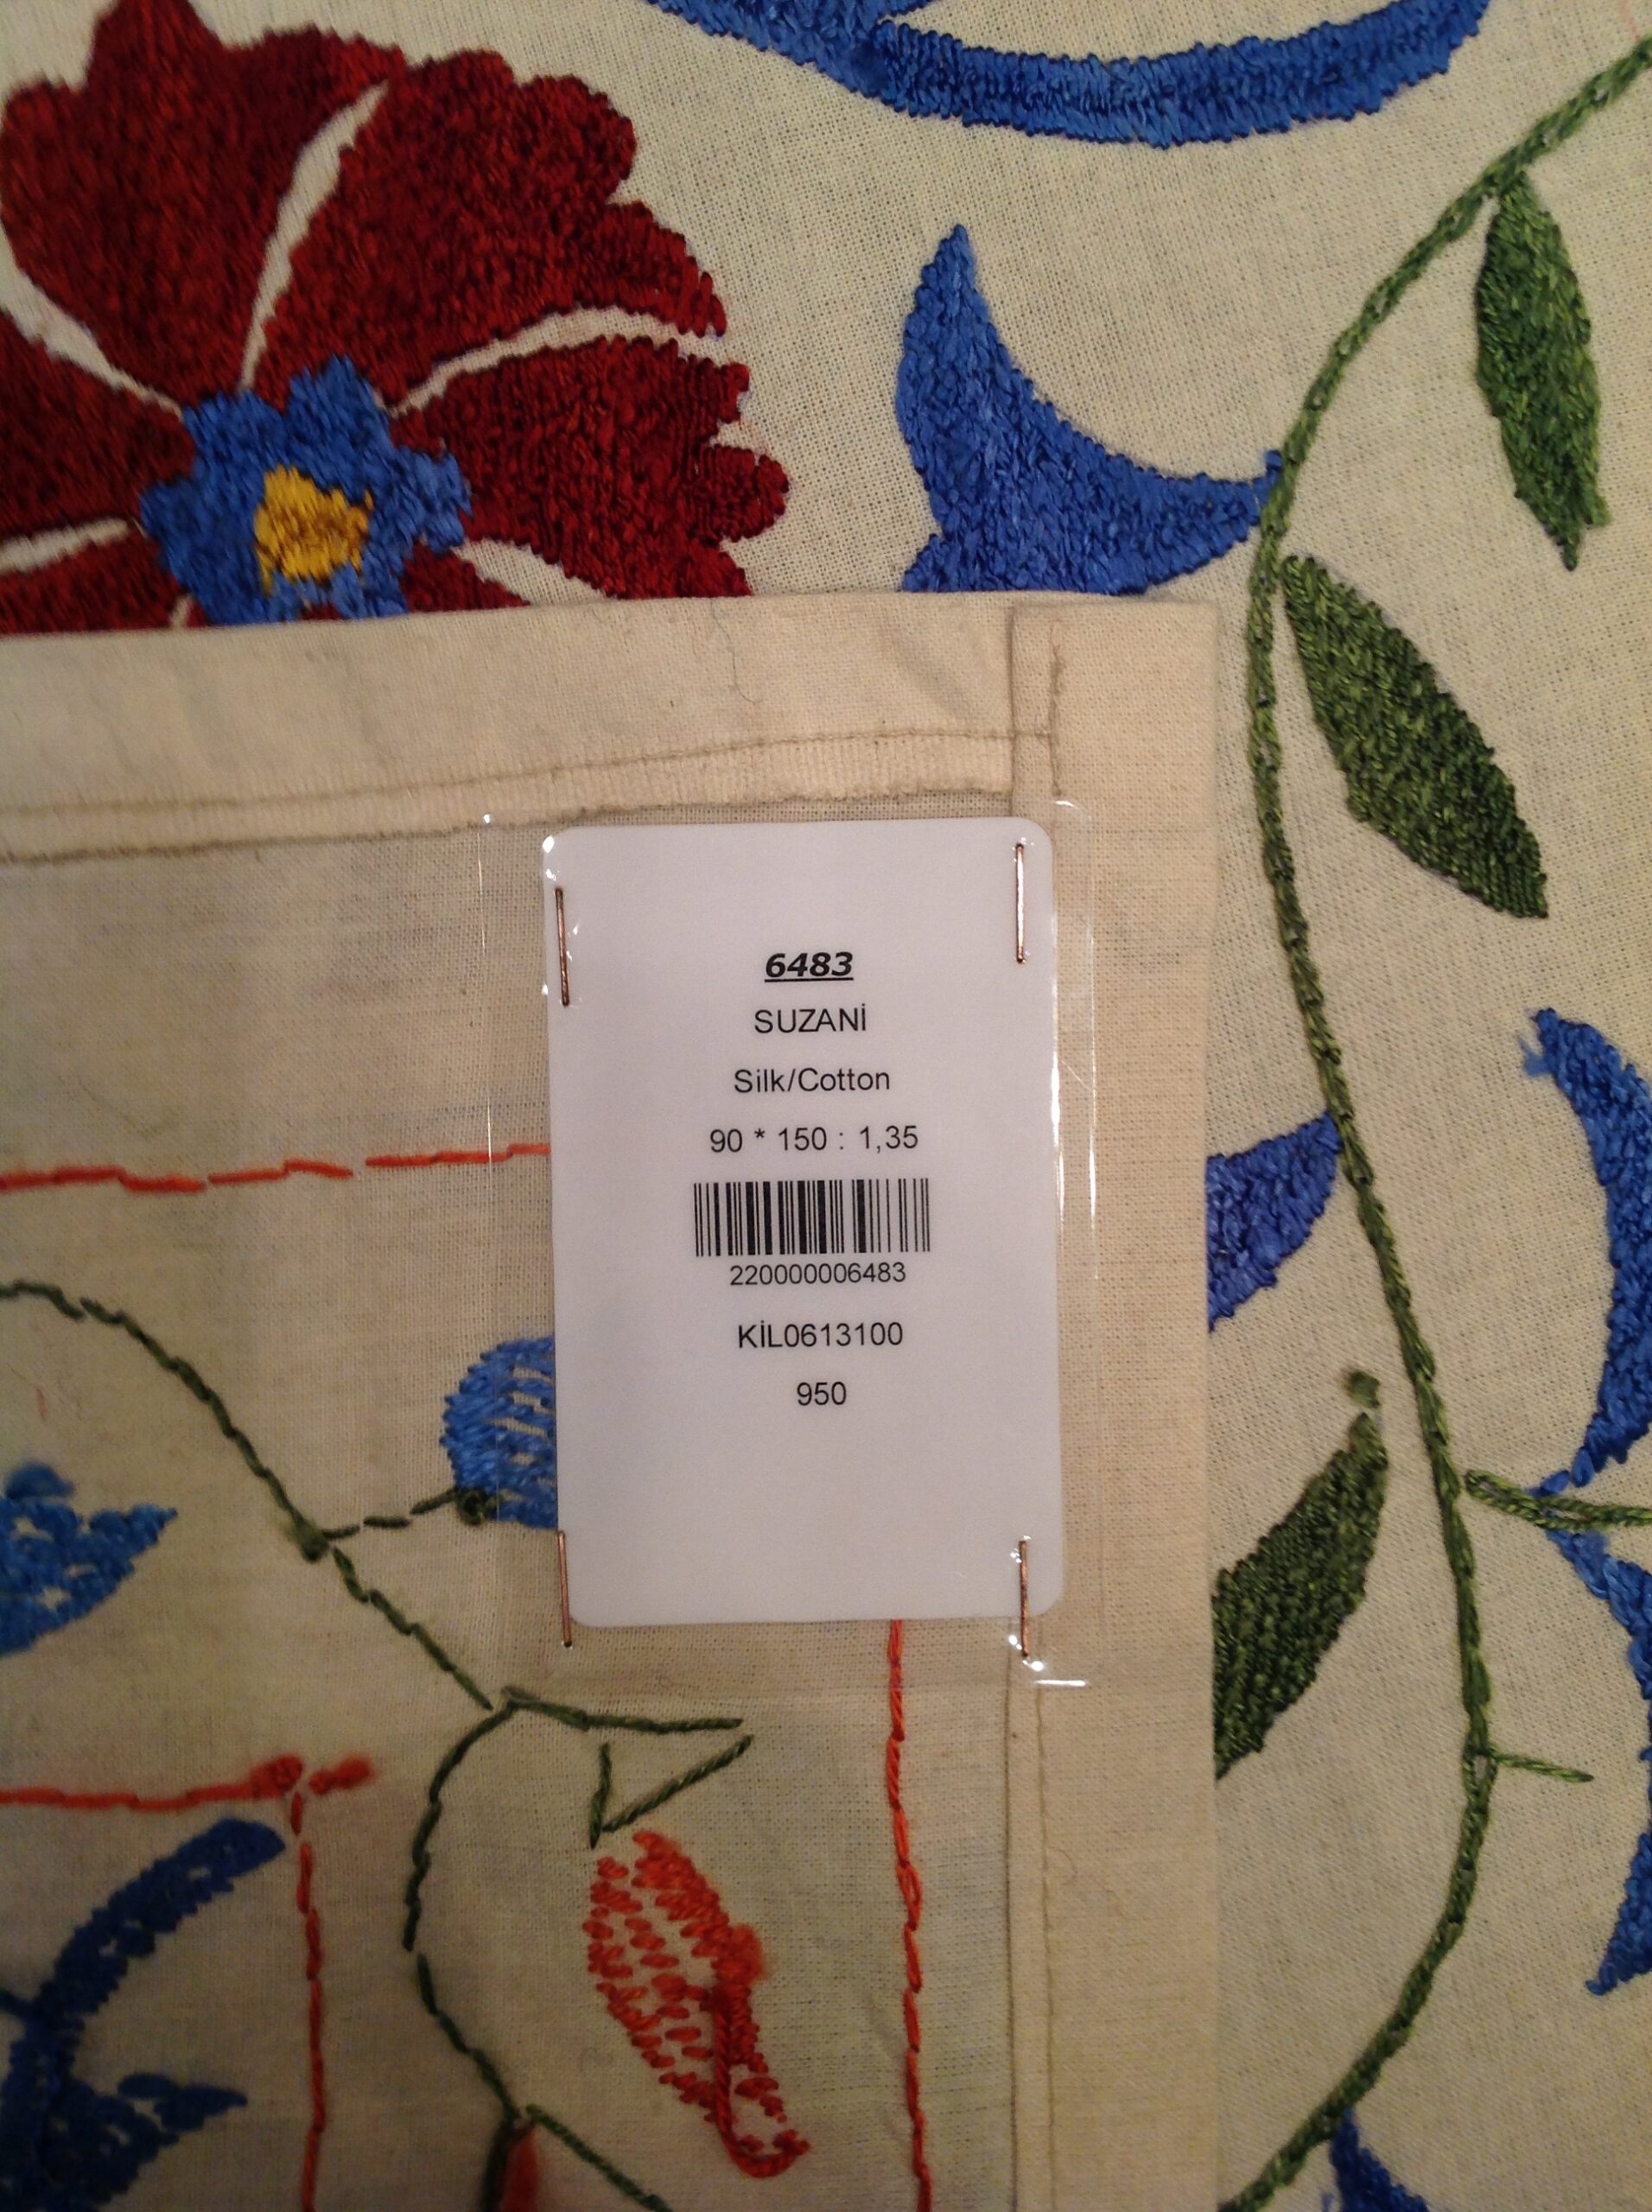 6483
SUZANİ
Silk/Cotton
90 * 150 : 1,35
220000006483
KİL0613100
950